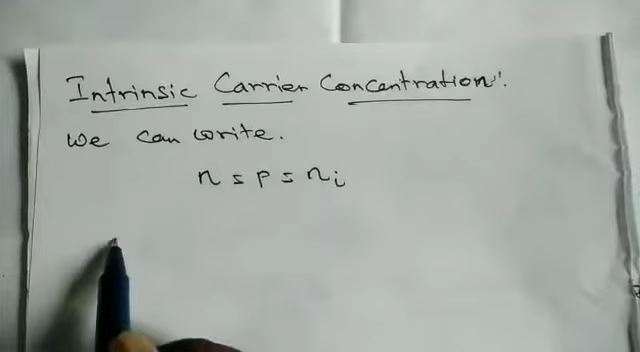 Intrinsic Carrier Concentration:
We can write.
n = p = ni